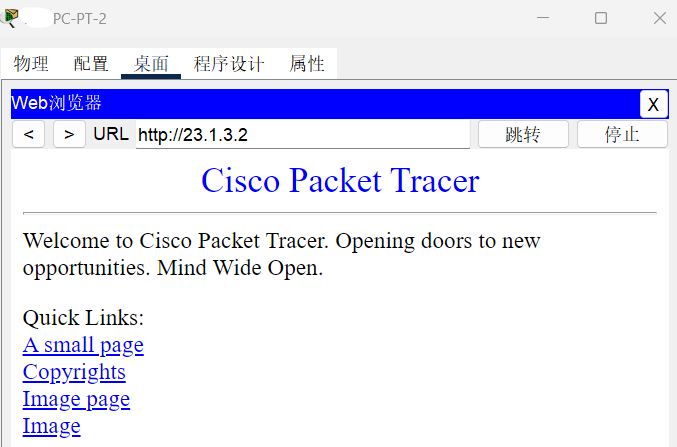 PC-PT-2
物理 配置 桌面 程序设计 属性
Web浏览器 X
< > URL http://23.1.3.2 跳转 停止
Cisco Packet Tracer
Welcome to Cisco Packet Tracer. Opening doors to new
opportunities. Mind Wide Open.
Quick Links:
A small page
Copyrights
Image page
Image